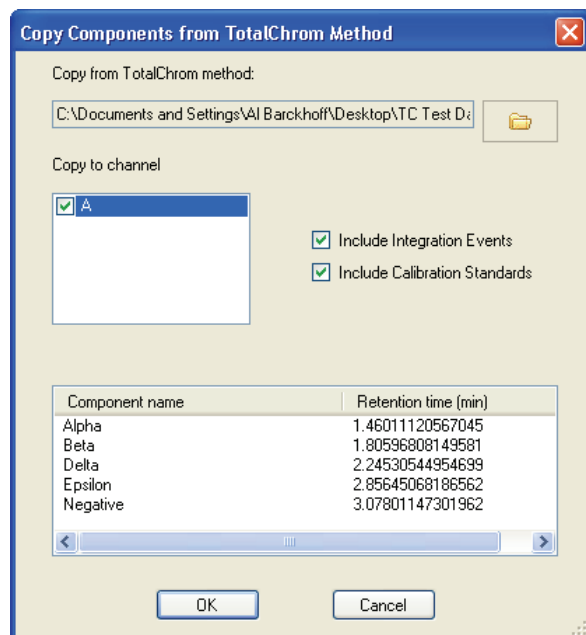 Copy Components from TotalChrom Method
Copy from TotalChrom method:
C:\Documents and Settings\Al Barckhoff\Desktop\TC Test Da
Copy to channel
A
Include Integration Events
Include Calibration Standards
Component name Retention time (min)
Alpha 1.46011120567045
Beta 1.80596808149581
Delta 2.24530544954699
Epsilon 2.85645068186562
Negative 3.07801147301962
OK Cancel